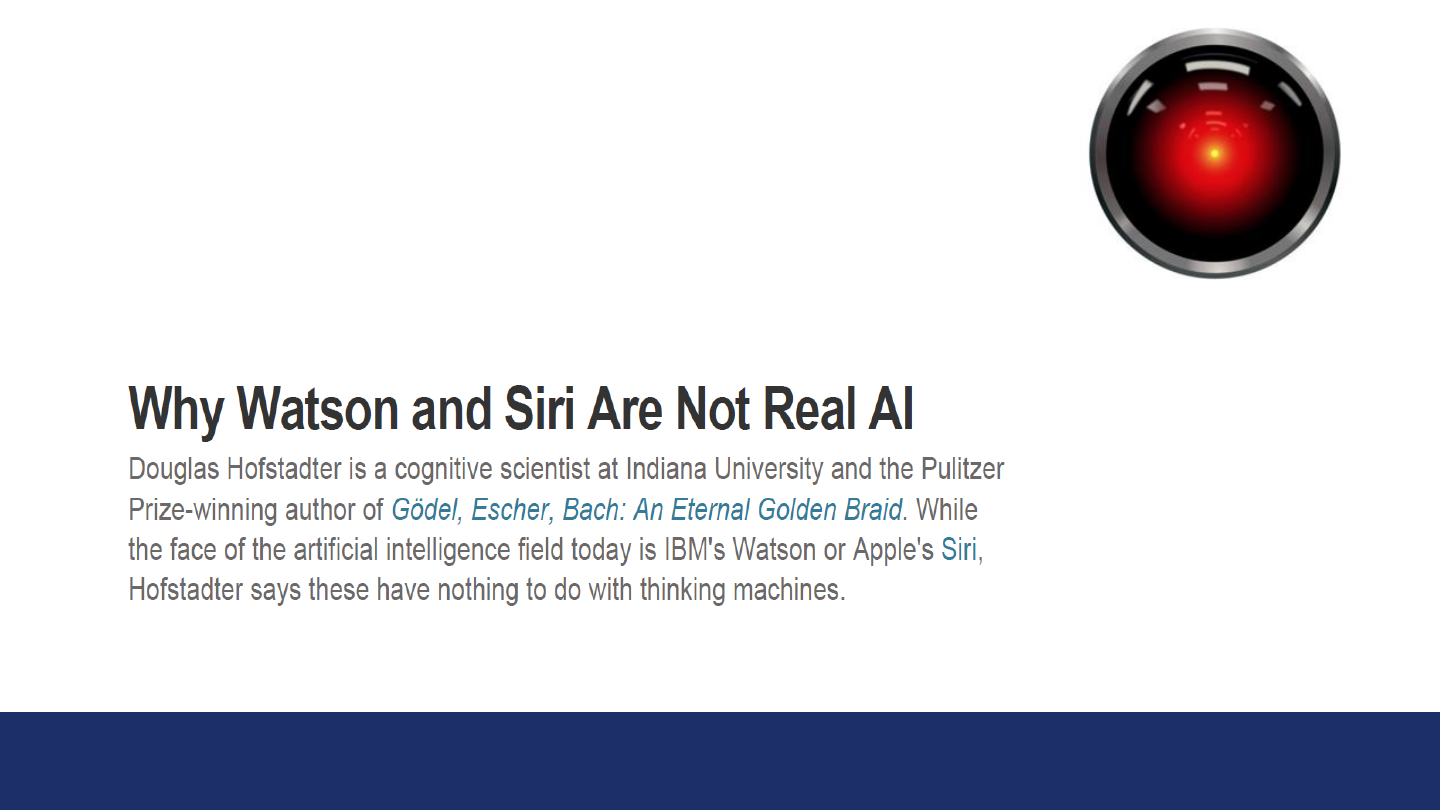 Why Watson and Siri Are Not Real AI
Douglas Hofstadter is a cognitive scientist at Indiana University and the Pulitzer
Prize-winning author of Gödel, Escher, Bach: An Eternal Golden Braid. While
the face of the artificial intelligence field today is IBM's Watson or Apple's Siri,
Hofstadter says these have nothing to do with thinking machines.